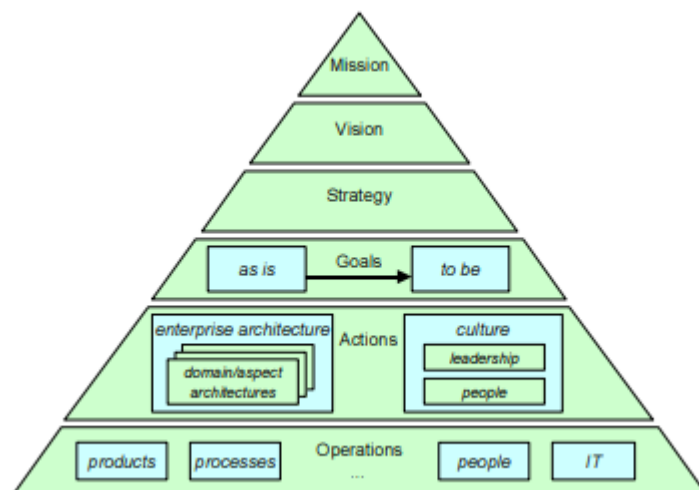 Mission
Vision
Strategy
as is
Goals
to be
enterprise architecture
domain/aspect
architectures
Actions
culture
leadership
people
products
processes
Operations
...
people
IT